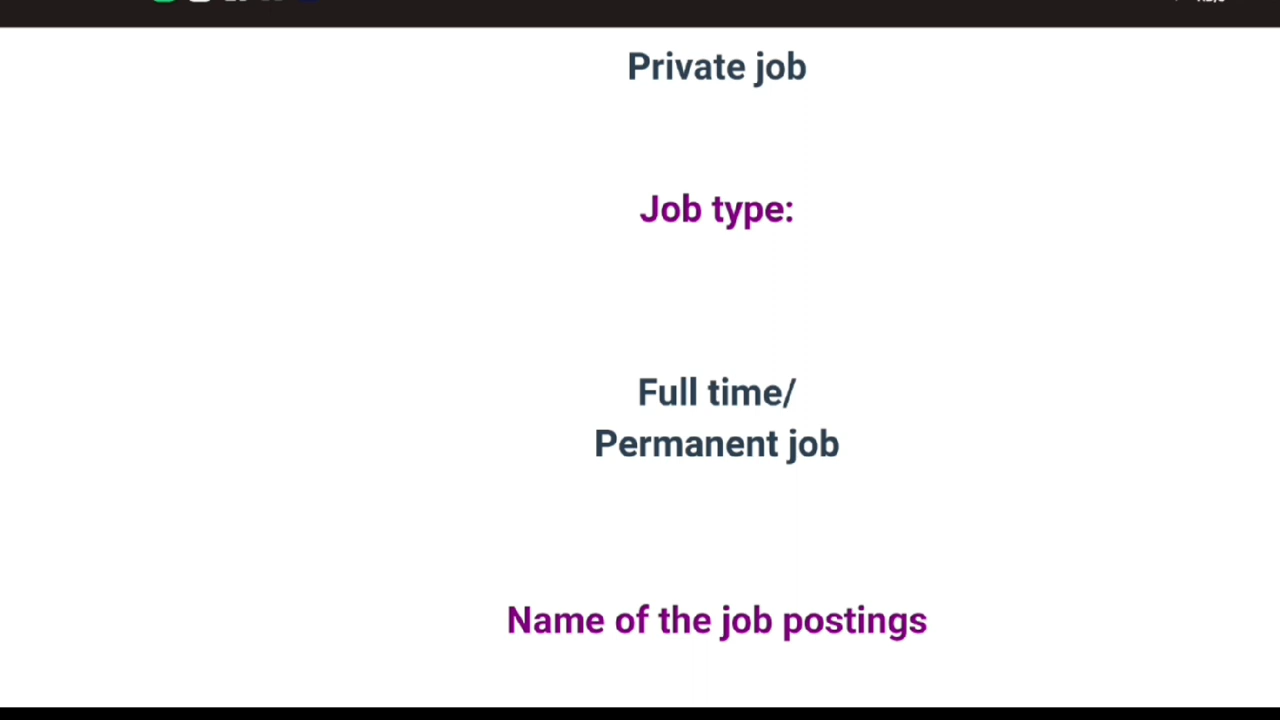 Private job
Job type:
Full time/
Permanent job
Name of the job postings